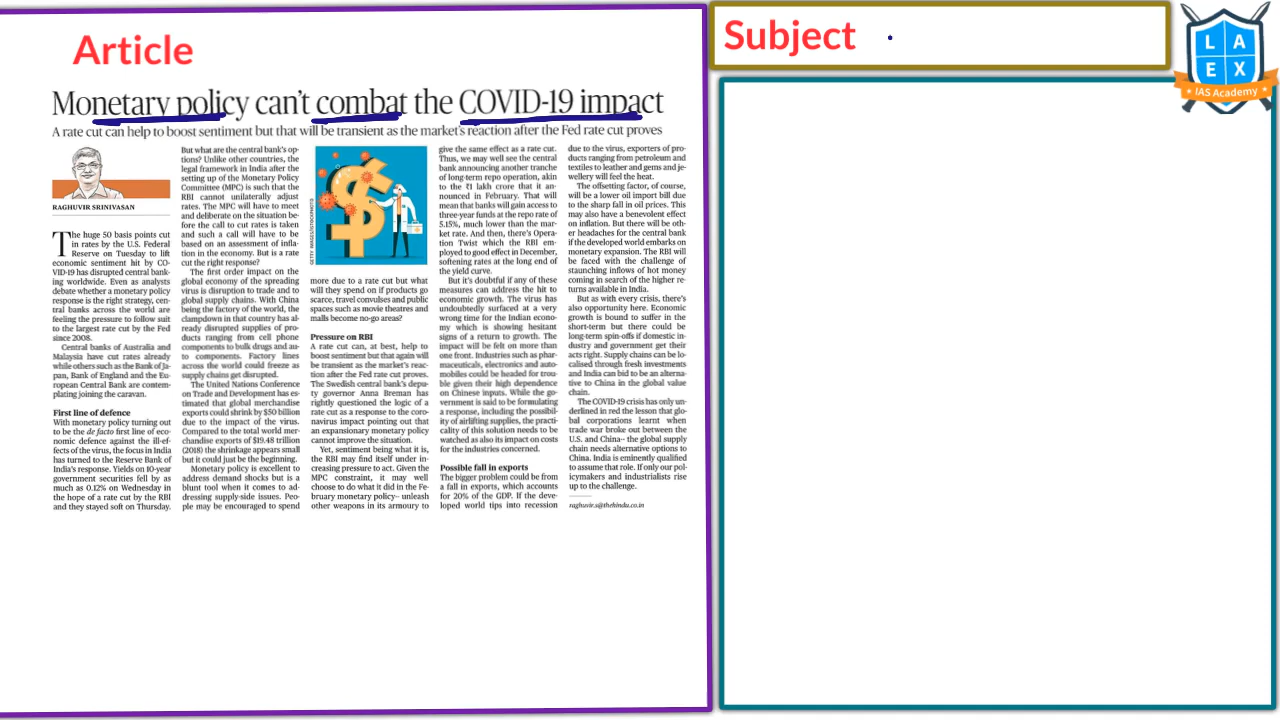 Article
Monetary policy can't combat the COVID-19 impact
A rate cut can help to boost sentiment but that will be transient as the market's reaction after the Fed rate cut proves
RAGHUVIR SRINIVASAN
The huge 50 basis points cut
in rates by the U.S. Federal
Reserve on Tuesday to lift
economic sentiment hit by CO-
VID-19 has disrupted central bank-
ing worldwide. Even as analysts
debate whether a monetary policy
response is the right strategy, cen-
tral banks across the world are
feeling the pressure to follow suit
to the largest rate cut by the Fed
since 2008.
Central banks of Australia and
Malaysia have cut rates already
while others such as the Bank of Ja-
pan, Bank of England and the Eu-
ropean Central Bank are contem-
plating joining the caravan.
First line of defence
With monetary policy turning out
to be the de facto first line of eco-
nomic defence against the ill-ef-
fects of the virus, the focus in India
has turned to the Reserve Bank of
India's response. Yields on 10-year
government securities fell by as
much as 0.12% on Wednesday in
the hope of a rate cut by the RBI
and they stayed soft on Thursday.
But what are the central bank's op-
tions? Unlike other countries, the
legal framework in India after the
setting up of the Monetary Policy
Committee (MPC) is such that the
RBI cannot unilaterally adjust
rates. The MPC will have to meet
and deliberate on the situation be-
fore the call to cut rates is taken
and such a call will have to be
based on an assessment of infla-
tion in the economy. But is a rate
cut the right response?
The first order impact on the
global economy of the spreading
virus is disruption to trade and to
global supply chains. With China
being the factory of the world, the
clampdown in that country has al-
ready disrupted supplies of pro-
ducts ranging from cell phone
components to bulk drugs and au-
to components. Factory lines
across the world could freeze as
supply chains get disrupted.
The United Nations Conference
on Trade and Development has es-
timated that global merchandise
exports could shrink by $50 billion
due to the impact of the virus.
Compared to the total world mer-
chandise exports of $19.48 trillion
(2018) the shrinkage appears small
but it could just be the beginning.
Monetary policy is excellent to
address demand shocks but is a
blunt tool when it comes to ad-
dressing supply-side issues. Peo-
ple may be encouraged to spend
GETTY IMAGES/ISTOCKPHOTO
more due to a rate cut but what
will they spend on if products go
scarce, travel convulses and public
spaces such as movie theatres and
malls become no-go areas?
Pressure on RBI
A rate cut can, at best, help to
boost sentiment but that again will
be transient as the market's reac-
tion after the Fed rate cut proves.
The Swedish central bank's depu-
ty governor Anna Breman has
rightly questioned the logic of a
rate cut as a response to the coro-
navirus impact pointing out that
an expansionary monetary policy
cannot improve the situation.
Yet, sentiment being what it is,
the RBI may find itself under in-
creasing pressure to act. Given the
MPC constraint, it may well
choose to do what it did in the Fe-
bruary monetary policy– unleash
other weapons in its armoury to
give the same effect as a rate cut.
Thus, we may well see the central
bank announcing another tranche
of long-term repo operation, akin
to the ₹1 lakh crore that it an-
nounced in February. That will
mean that banks will gain access to
three-year funds at the repo rate of
5.15%, much lower than the mar-
ket rate. And then, there's Opera-
tion Twist which the RBI em-
ployed to good effect in December,
softening rates at the long end of
the yield curve.
But it's doubtful if any of these
measures can address the hit to
economic growth. The virus has
undoubtedly surfaced at a very
wrong time for the Indian econo-
my which is showing hesitant
signs of a return to growth. The
impact will be felt on more than
one front. Industries such as phar-
maceuticals, electronics and auto-
mobiles could be headed for trou-
ble given their high dependence
on Chinese inputs. While the go-
vernment is said to be formulating
a response, including the possibil-
ity of airlifting supplies, the practi-
cality of this solution needs to be
watched as also its impact on costs
for the industries concerned.
Possible fall in exports
The bigger problem could be from
a fall in exports, which accounts
for 20% of the GDP. If the deve-
loped world tips into recession
due to the virus, exporters of pro-
ducts ranging from petroleum and
textiles to leather and gems and je-
wellery will feel the heat.
The offsetting factor, of course,
will be a lower oil import bill due
to the sharp fall in oil prices. This
may also have a benevolent effect
on inflation. But there will be oth-
er headaches for the central bank
if the developed world embarks on
monetary expansion. The RBI will
be faced with the challenge of
staunching inflows of hot money
coming in search of the higher re-
turns available in India.
But as with every crisis, there's
also opportunity here. Economic
growth is bound to suffer in the
short-term but there could be
long-term spin-offs if domestic in-
dustry and government get their
acts right. Supply chains can be lo-
calised through fresh investments
and India can bid to be an alterna-
tive to China in the global value
chain.
The COVID-19 crisis has only un-
derlined in red the lesson that glo-
bal corporations learnt when
trade war broke out between the
U.S. and China– the global supply
chain needs alternative options to
China. India is eminently qualified
to assume that role. If only our pol-
icymakers and industrialists rise
up to the challenge.
raghuvir.s@thehindu.co.in
Subject
LAEX
IAS Academy